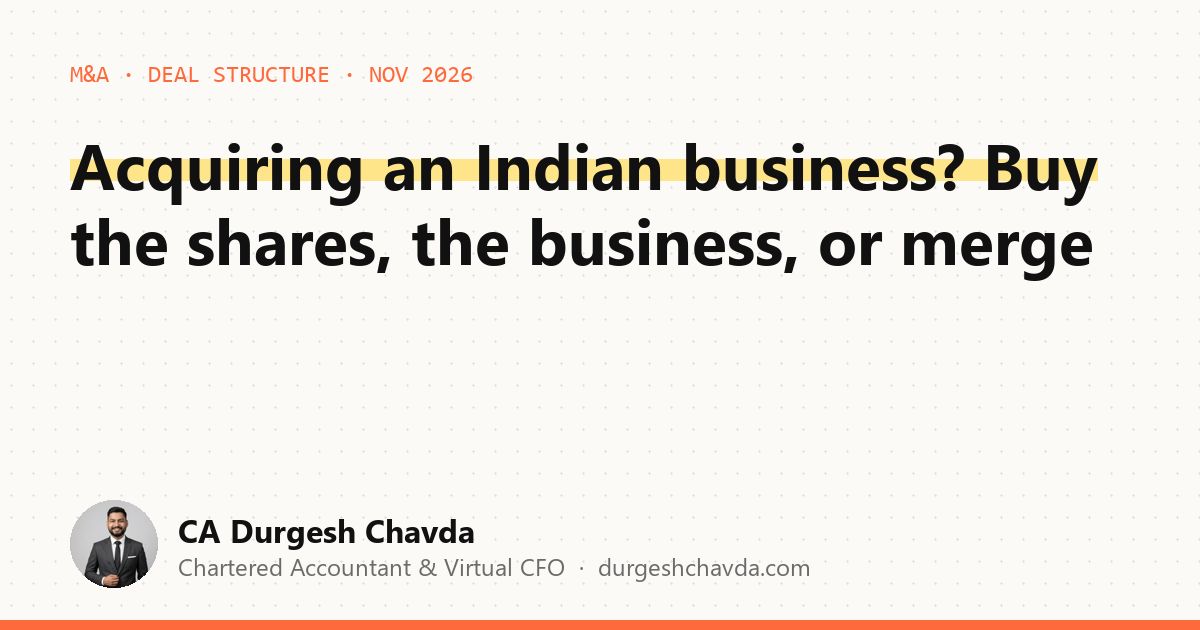 M&A · DEAL STRUCTURE · NOV 2026
Acquiring an Indian business? Buy
the shares, the business, or merge
CA Durgesh Chavda
Chartered Accountant & Virtual CFO · durgeshchavda.com